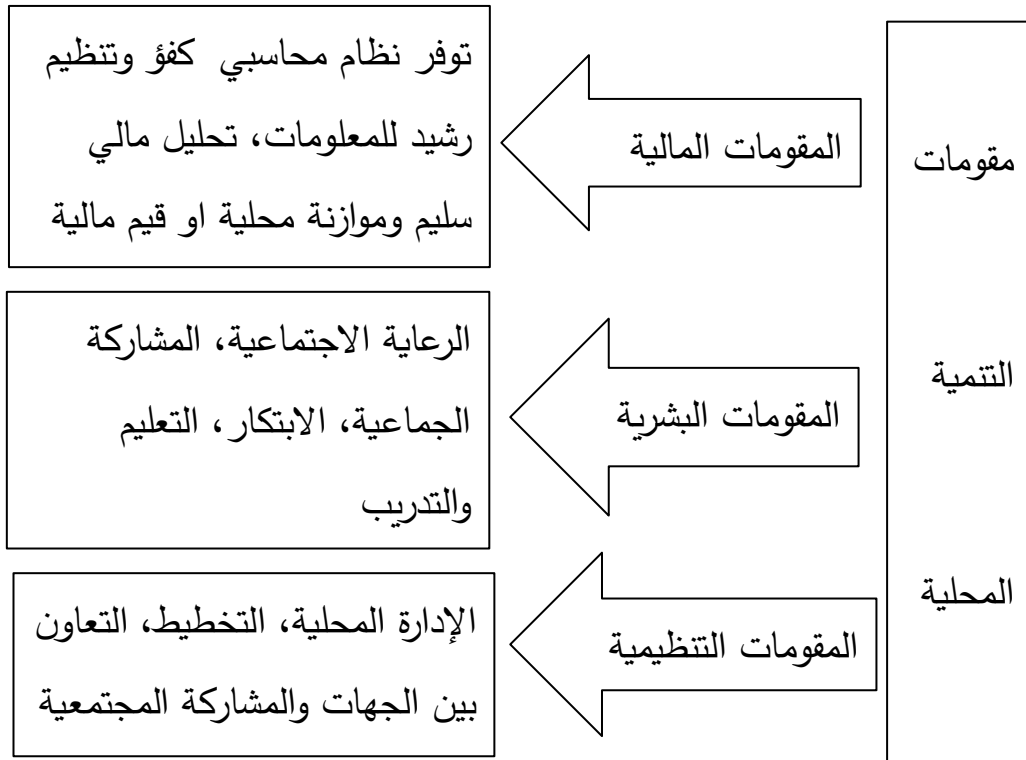 مقومات
التنمية
المحلية
المقومات المالية
توفر نظام محاسبي كفؤ وتنظيم
رشيد للمعلومات، تحليل مالي
سليم وموازنة محلية او قيم مالية
المقومات البشرية
الرعاية الاجتماعية، المشاركة
الجماعية، الابتكار، التعليم
والتدريب
المقومات التنظيمية
الإدارة المحلية، التخطيط، التعاون
بين الجهات والمشاركة المجتمعية